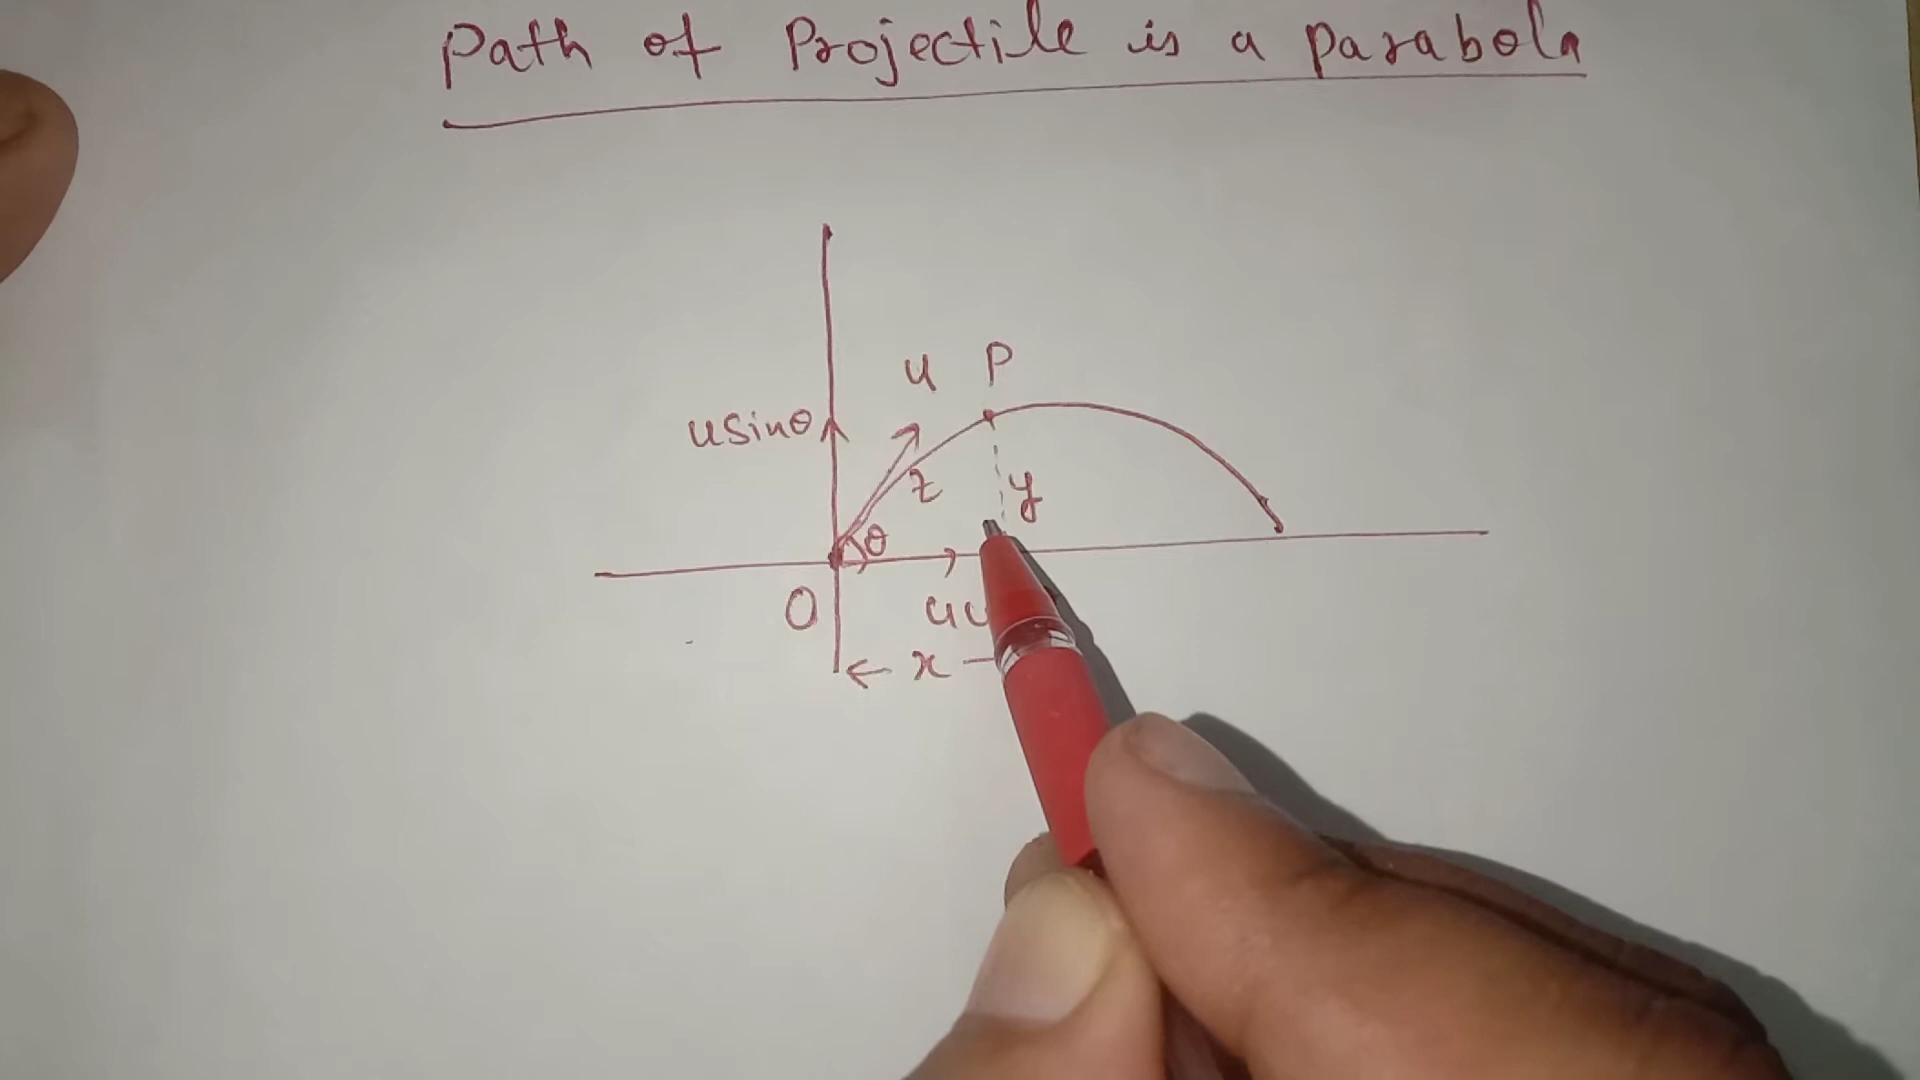 Path of Projectile is a parabola
u P
usinθ
z y
θ
O
← x